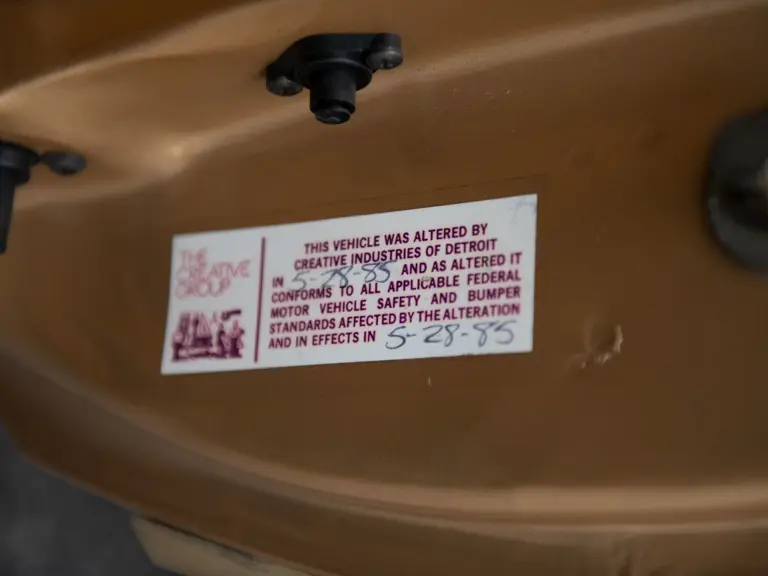 THE
CREATIVE
GROUP
THIS VEHICLE WAS ALTERED BY
CREATIVE INDUSTRIES OF DETROIT
IN 5-28-85 AND AS ALTERED IT
CONFORMS TO ALL APPLICABLE FEDERAL
MOTOR VEHICLE SAFETY AND BUMPER
STANDARDS AFFECTED BY THE ALTERATION
AND IN EFFECTS IN 5-28-85